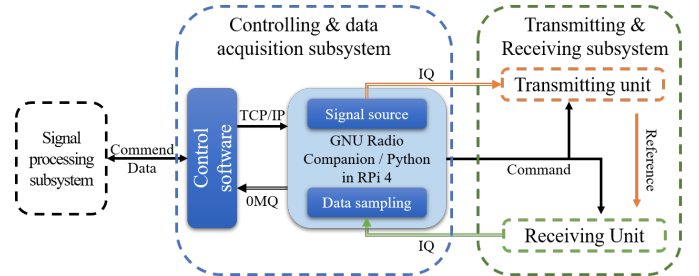 Controlling & data
acquisition subsystem
Transmitting &
Receiving subsystem
IQ
Transmitting unit
Signal source
TCP/IP
Signal
processing
subsystem
Commend
Data
Control
software
GNU Radio
Companion / Python
in RPi 4
Command
Reference
0MQ
Data sampling
Receiving Unit
IQ